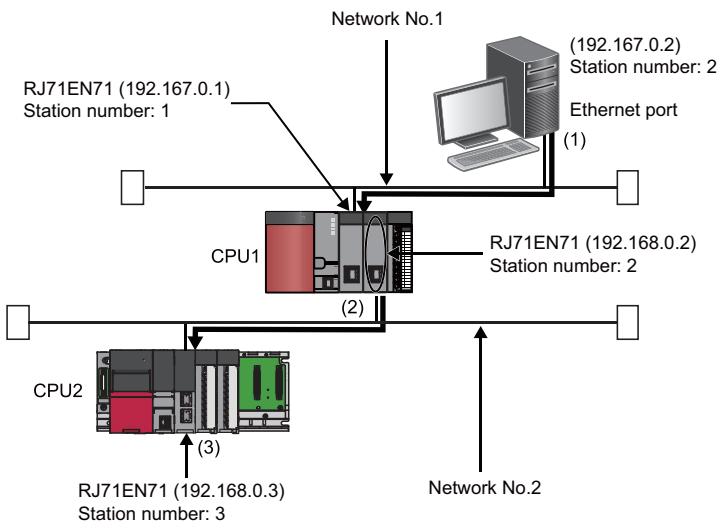 Network No.1
(192.167.0.2)
Station number: 2
Ethernet port
(1)
RJ71EN71 (192.167.0.1)
Station number: 1
CPU1
RJ71EN71 (192.168.0.2)
Station number: 2
(2)
CPU2
(3)
RJ71EN71 (192.168.0.3)
Station number: 3
Network No.2